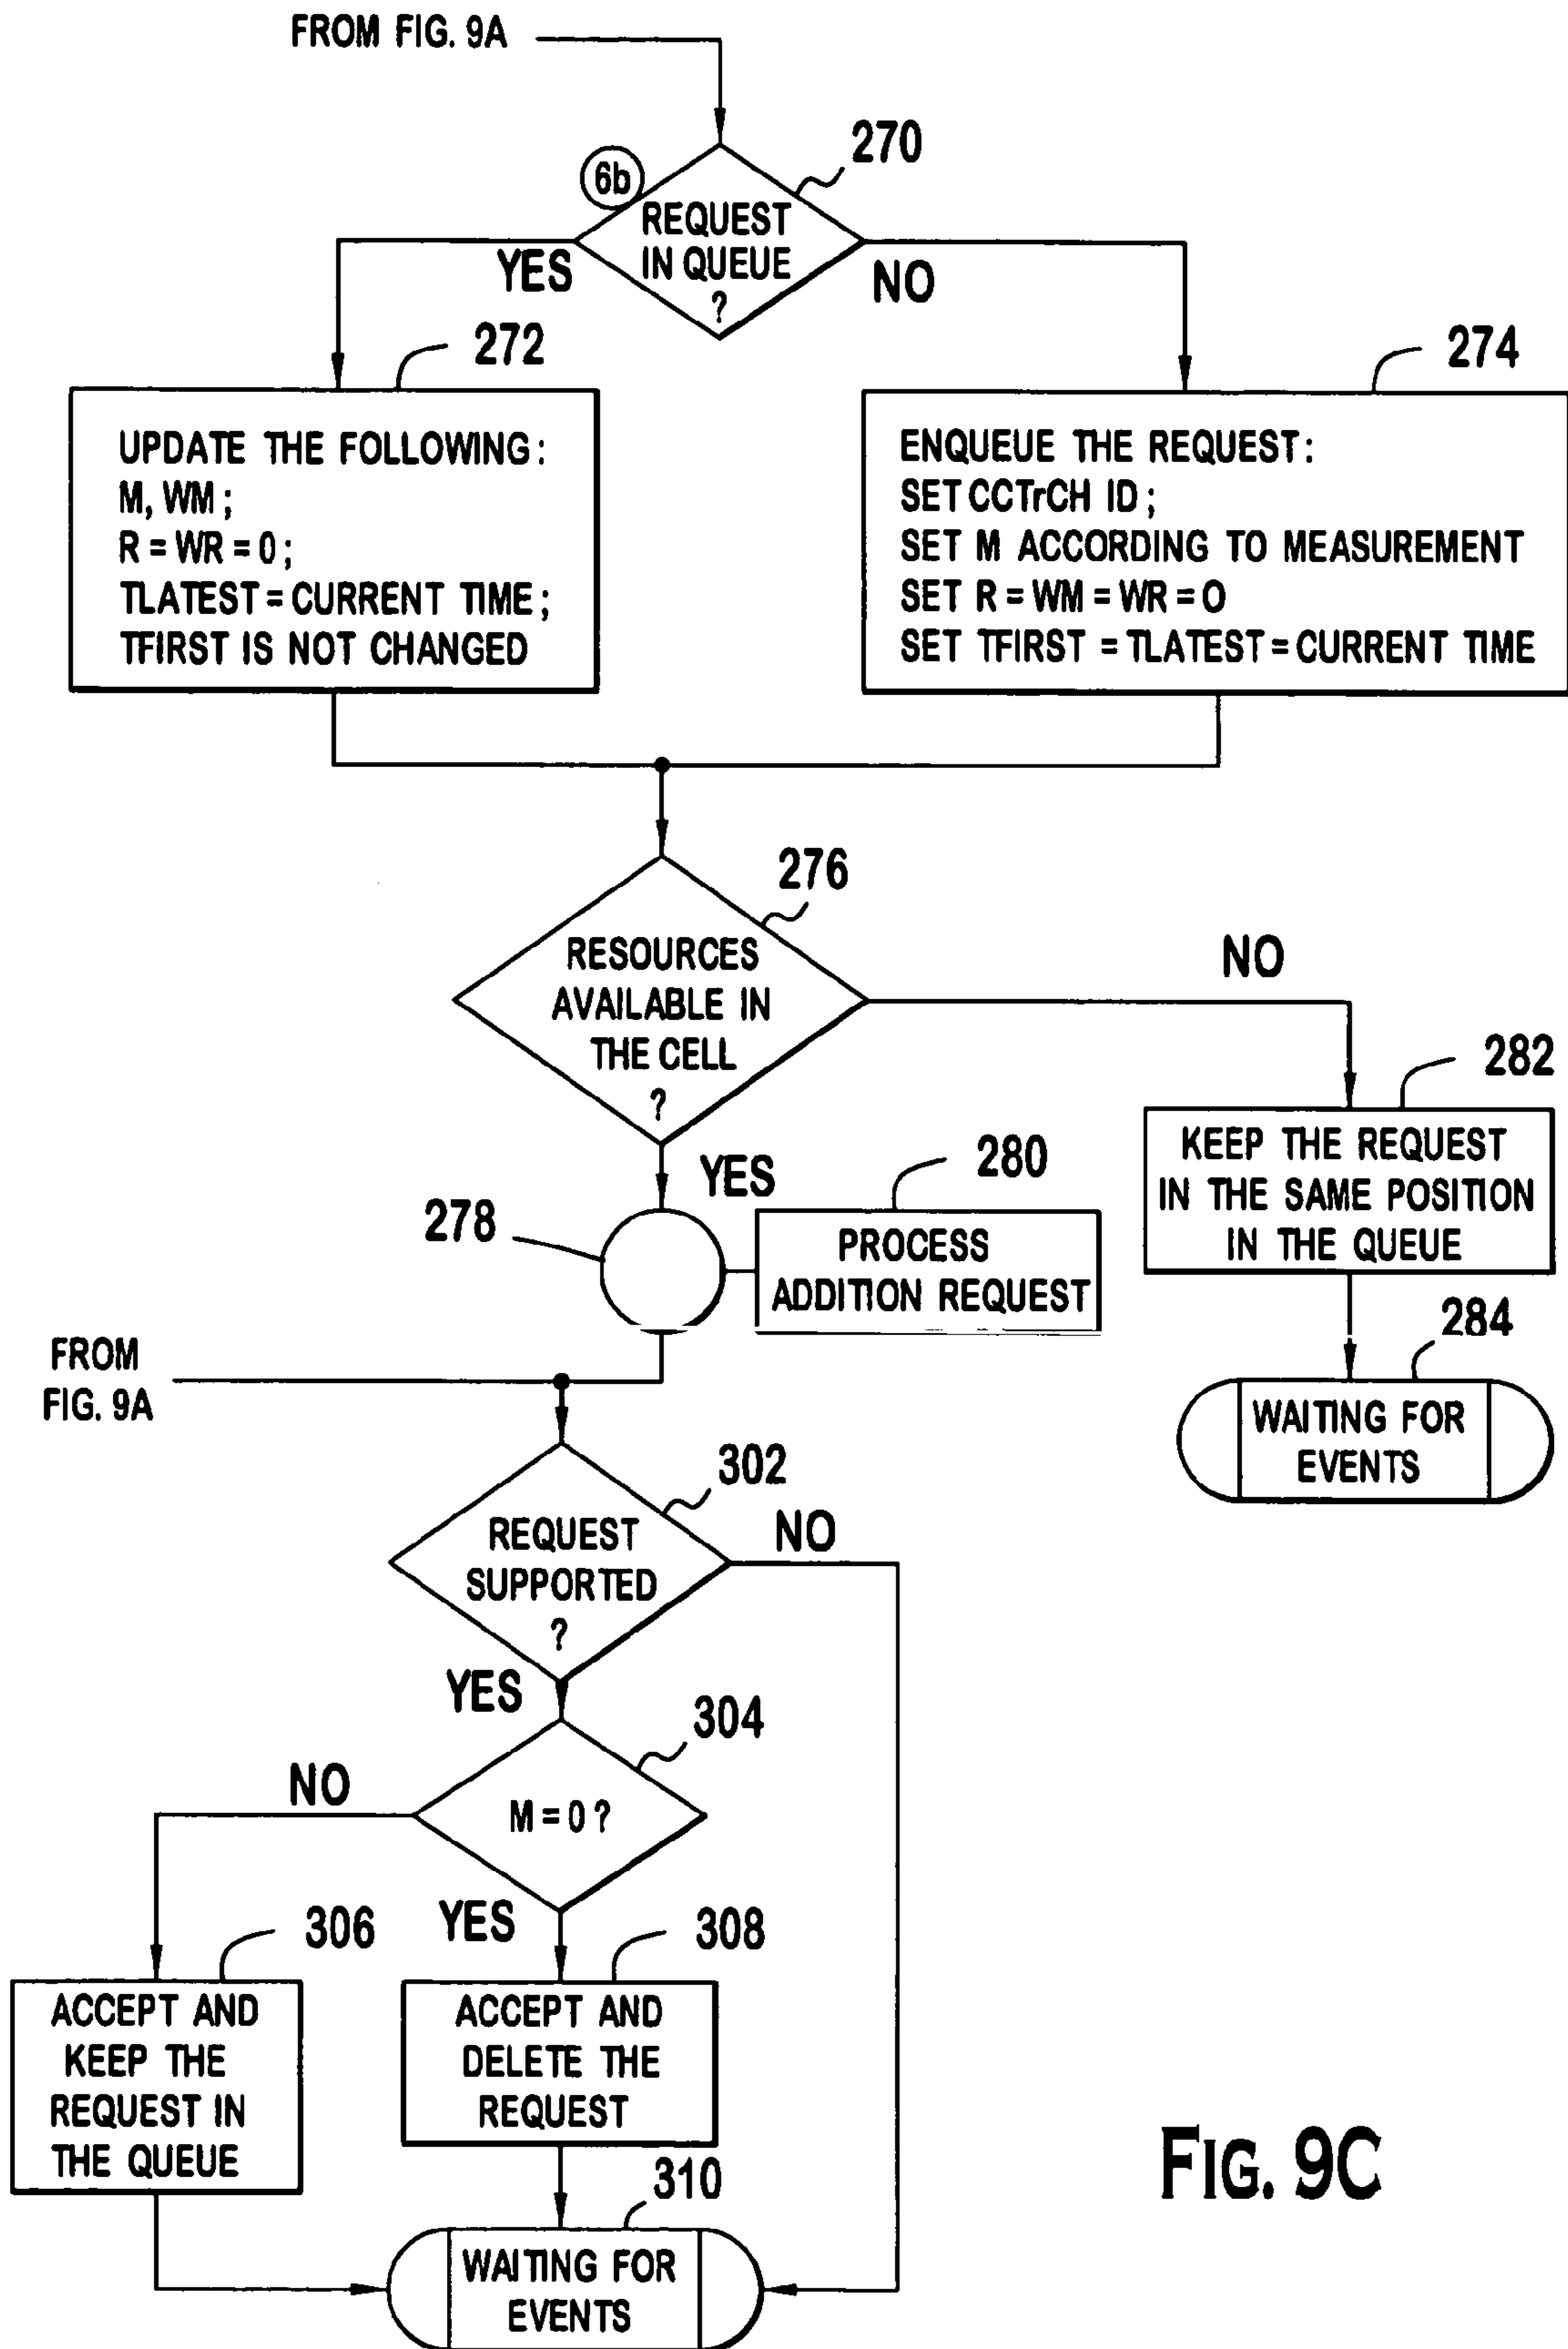 FROM FIG. 9A
270
6b
REQUEST
IN QUEUE
?
YES
NO
272
274
UPDATE THE FOLLOWING:
M, WM;
R = WR = 0;
TLATEST = CURRENT TIME;
TFIRST IS NOT CHANGED
ENQUEUE THE REQUEST:
SET CCTrCH ID;
SET M ACCORDING TO MEASUREMENT
SET R = WM = WR = 0
SET TFIRST = TLATEST = CURRENT TIME
276
RESOURCES
AVAILABLE IN
THE CELL
?
NO
YES
282
KEEP THE REQUEST
IN THE SAME POSITION
IN THE QUEUE
278
280
PROCESS
ADDITION REQUEST
284
WAITING FOR
EVENTS
FROM
FIG. 9A
302
REQUEST
SUPPORTED
?
NO
YES
304
M = 0 ?
NO
YES
306
ACCEPT AND
KEEP THE
REQUEST IN
THE QUEUE
308
ACCEPT AND
DELETE THE
REQUEST
310
WAITING FOR
EVENTS
FIG. 9C